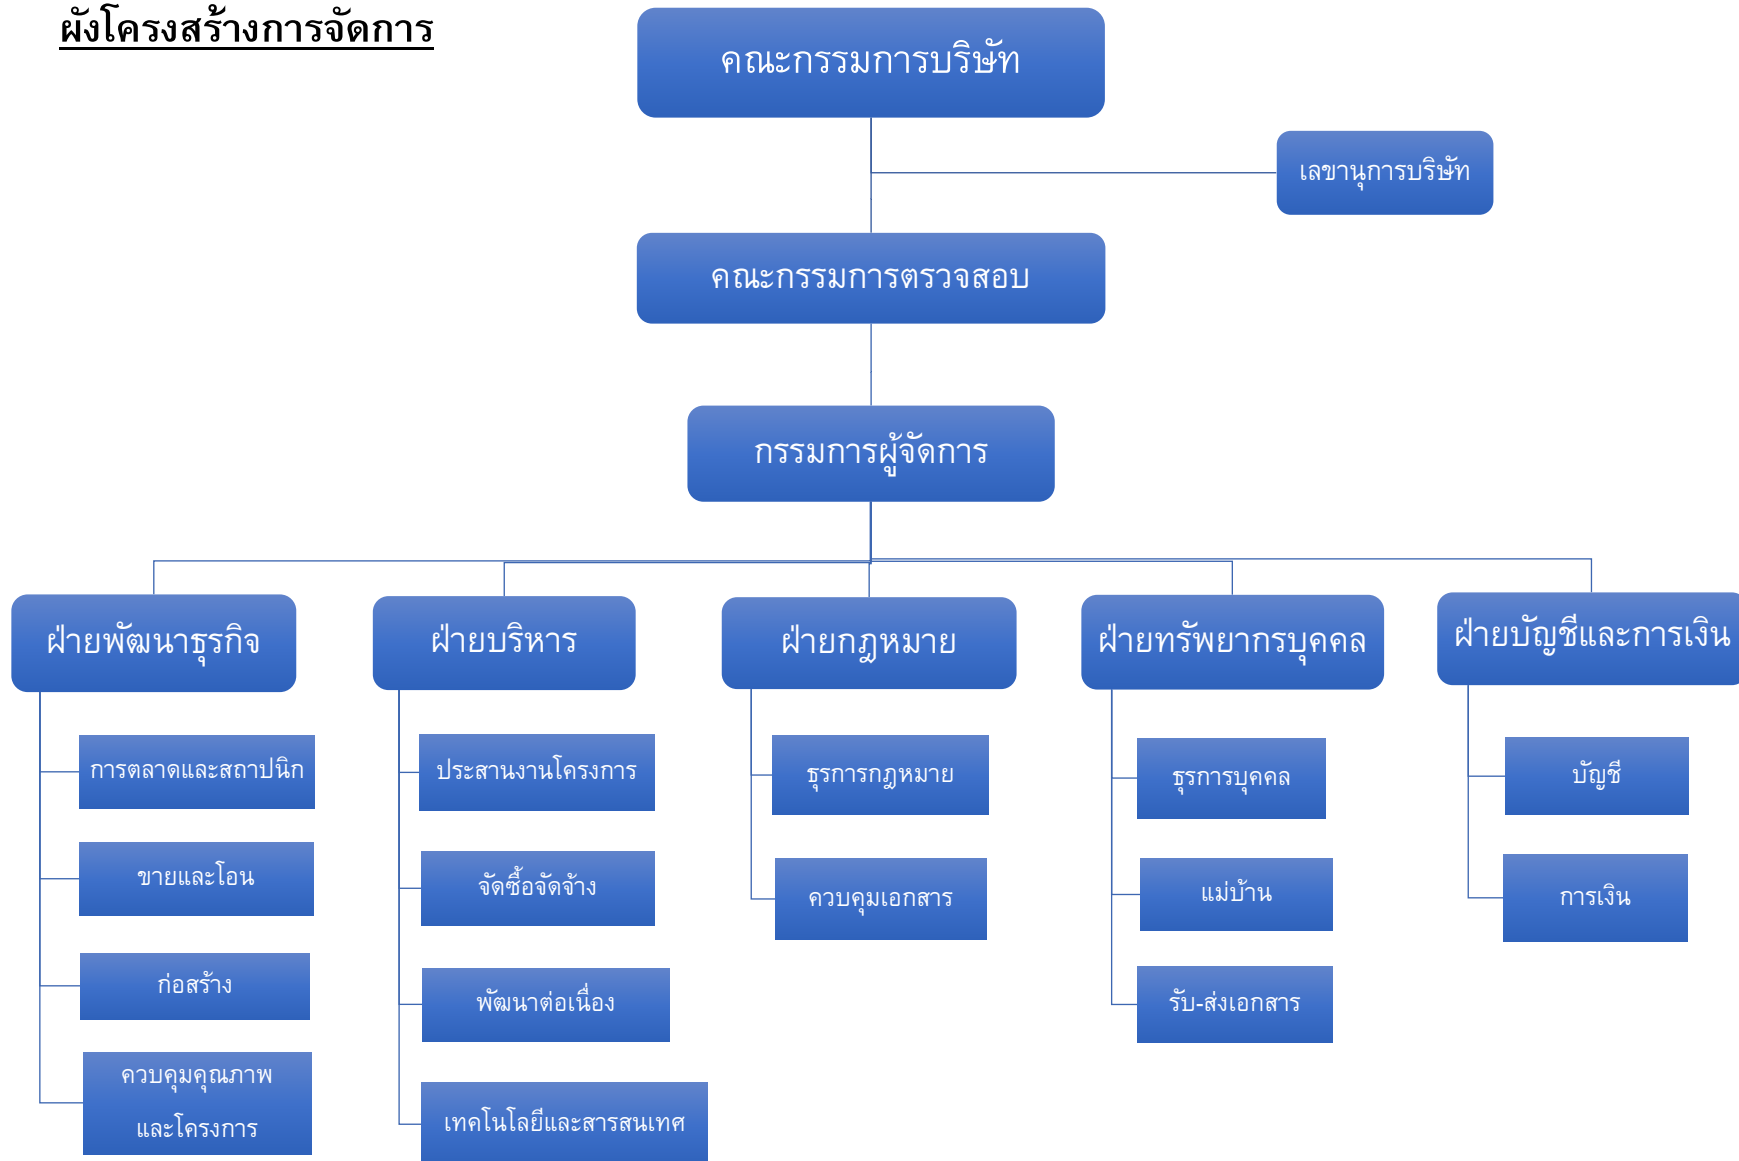 ผังโครงสร้างการจัดการ
คณะกรรมการบริษัท
เลขานุการบริษัท
คณะกรรมการตรวจสอบ
กรรมการผู้จัดการ
ฝ่ายพัฒนาธุรกิจ
ฝ่ายบริหาร
ฝ่ายกฎหมาย
ฝ่ายทรัพยากรบุคคล
ฝ่ายบัญชีและการเงิน
การตลาดและสถาปนิก
ขายและโอน
ก่อสร้าง
ควบคุมคุณภาพ
และโครงการ
ประสานงานโครงการ
จัดซื้อจัดจ้าง
พัฒนาต่อเนื่อง
เทคโนโลยีและสารสนเทศ
ธุรการกฎหมาย
ควบคุมเอกสาร
ธุรการบุคคล
แม่บ้าน
รับ-ส่งเอกสาร
บัญชี
การเงิน